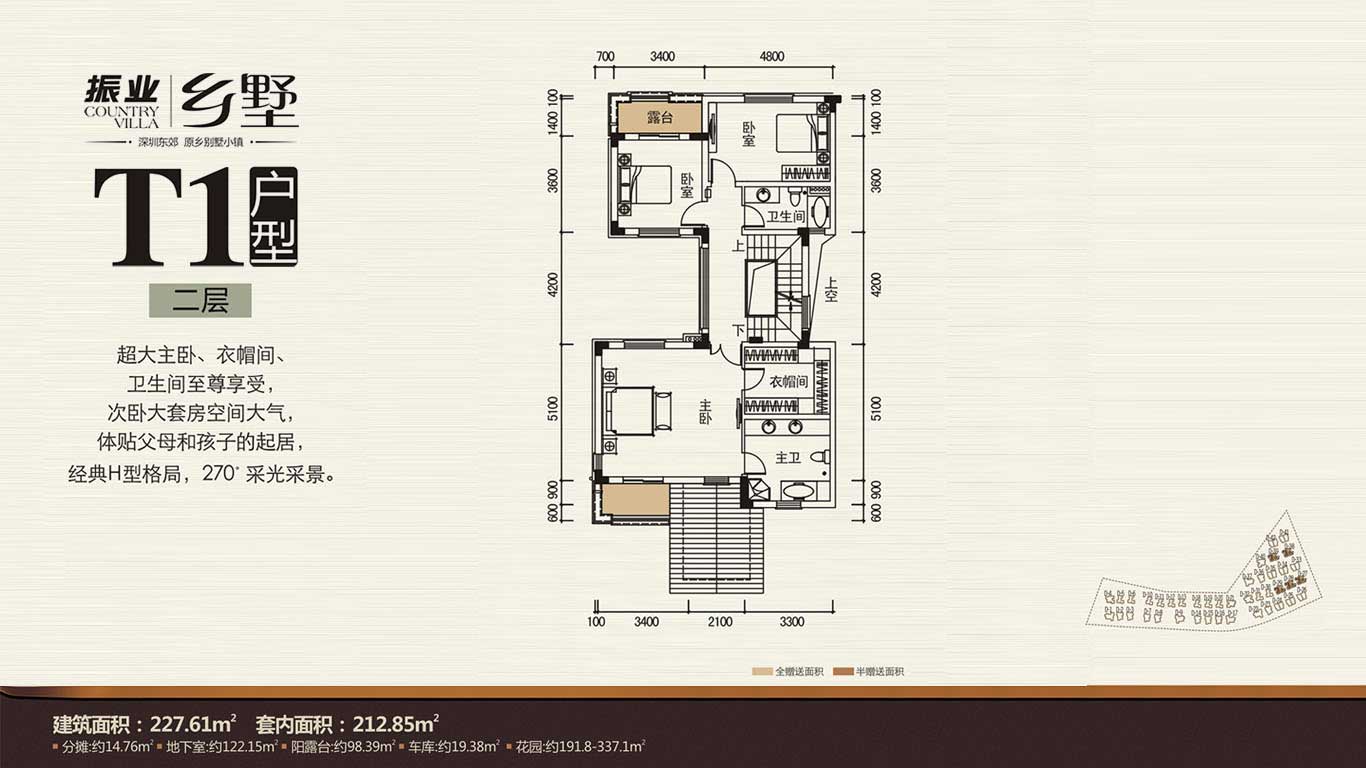 振业 乡墅
COUNTRY
VILLA
深圳东郊 原乡别墅小镇
T1户型
二层
超大主卧、衣帽间、
卫生间至尊享受，
次卧大套房空间大气，
体贴父母和孩子的起居，
经典H型格局，270°采光采景。
700 3400 4800
100 100
1400 1400
3600 3600
4200 4200
5100 5100
900 900
600 600
露台
卧室
卧室
卫生间
上
上空
下
衣帽间
主卧
主卫
100 3400 2100 3300
全赠送面积 半赠送面积
建筑面积：227.61m² 套内面积：212.85m²
分摊:约14.76m² 地下室:约122.15m² 阳露台:约98.39m² 车库:约19.38m² 花园:约191.8-337.1m²